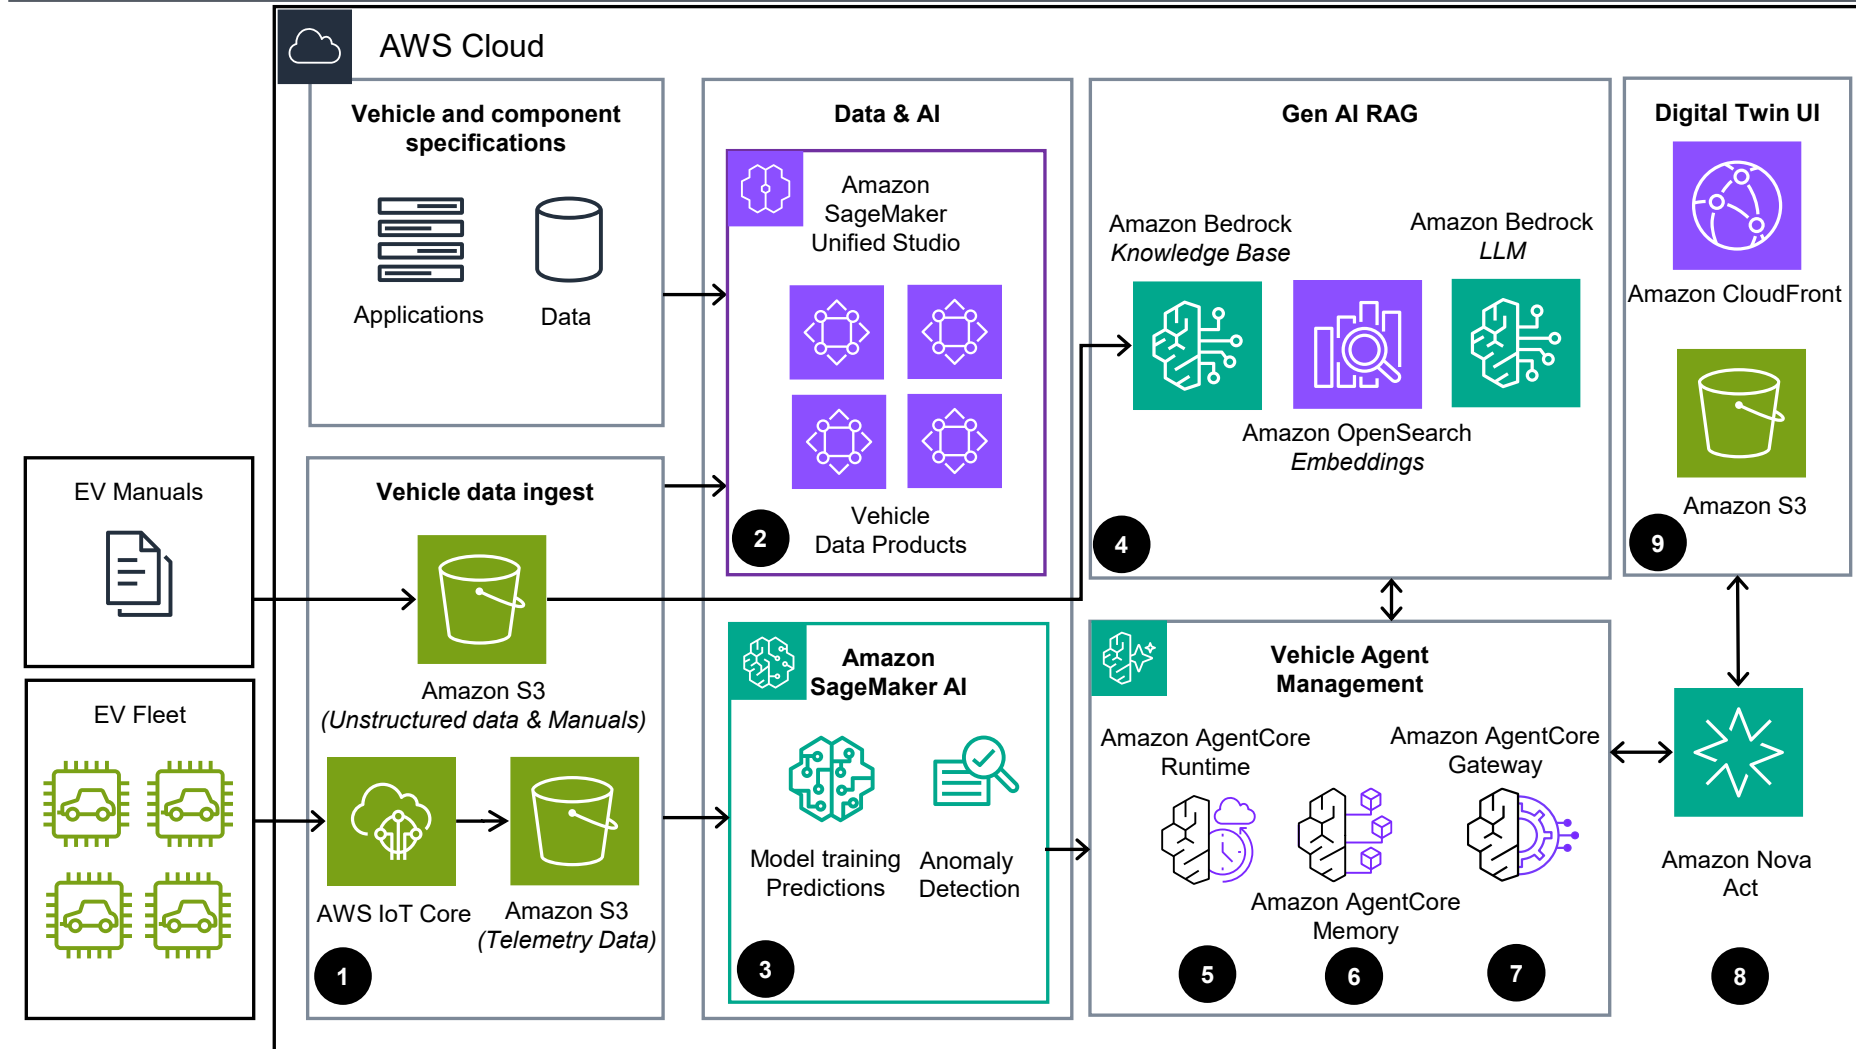 AWS Cloud
Vehicle and component
specifications
Applications
Data
EV Manuals
EV Fleet
Vehicle data ingest
Amazon S3
(Unstructured data & Manuals)
AWS IoT Core
Amazon S3
(Telemetry Data)
1
Data & AI
Amazon
SageMaker
Unified Studio
Vehicle
Data Products
2
Amazon
SageMaker AI
Model training
Predictions
Anomaly
Detection
3
Gen AI RAG
Amazon Bedrock
Knowledge Base
Amazon Bedrock
LLM
Amazon OpenSearch
Embeddings
4
Vehicle Agent
Management
Amazon AgentCore
Runtime
Amazon AgentCore
Gateway
Amazon AgentCore
Memory
5
6
7
Digital Twin UI
Amazon CloudFront
Amazon S3
9
Amazon Nova
Act
8